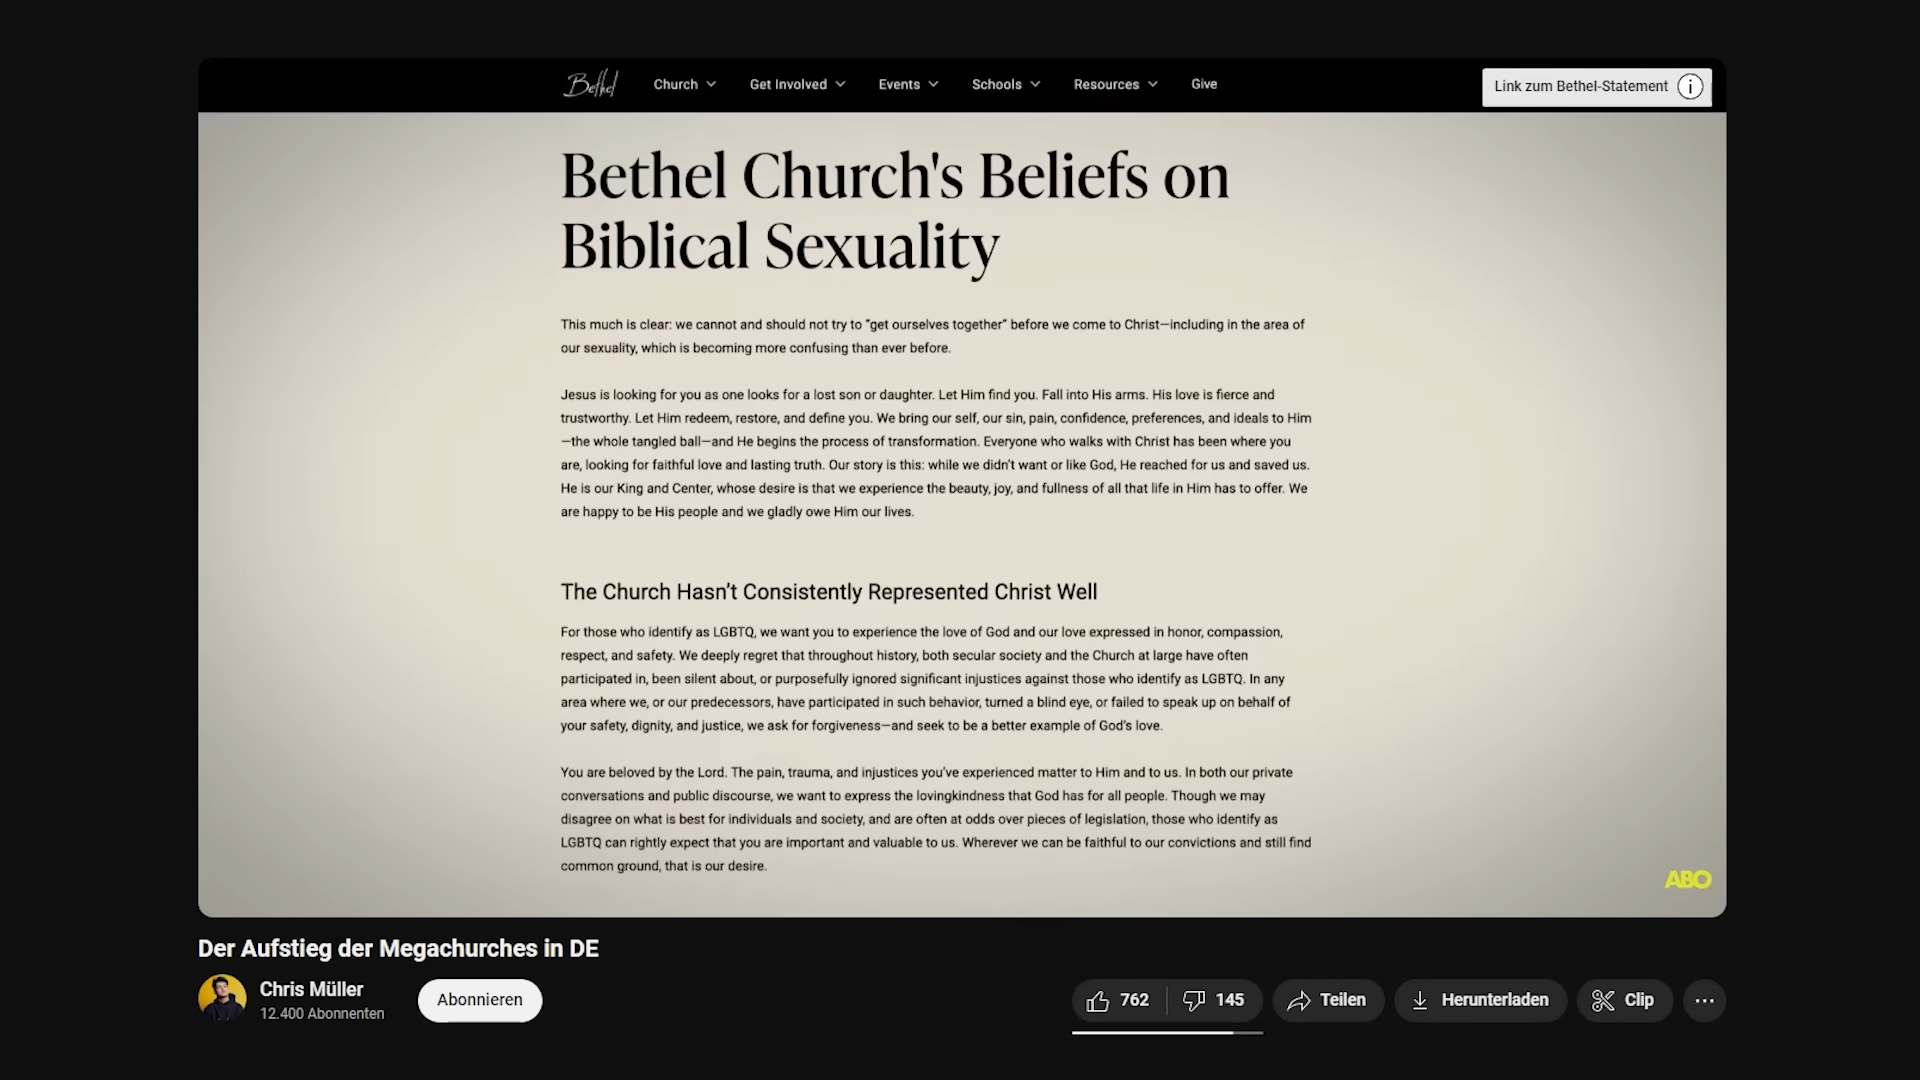 Bethel
Church
Get Involved
Events
Schools
Resources
Give
Link zum Bethel-Statement
Bethel Church's Beliefs on
Biblical Sexuality
This much is clear: we cannot and should not try to “get ourselves together” before we come to Christ—including in the area of
our sexuality, which is becoming more confusing than ever before.
Jesus is looking for you as one looks for a lost son or daughter. Let Him find you. Fall into His arms. His love is fierce and
trustworthy. Let Him redeem, restore, and define you. We bring our self, our sin, pain, confidence, preferences, and ideals to Him
—the whole tangled ball—and He begins the process of transformation. Everyone who walks with Christ has been where you
are, looking for faithful love and lasting truth. Our story is this: while we didn’t want or like God, He reached for us and saved us.
He is our King and Center, whose desire is that we experience the beauty, joy, and fullness of all that life in Him has to offer. We
are happy to be His people and we gladly owe Him our lives.
The Church Hasn’t Consistently Represented Christ Well
For those who identify as LGBTQ, we want you to experience the love of God and our love expressed in honor, compassion,
respect, and safety. We deeply regret that throughout history, both secular society and the Church at large have often
participated in, been silent about, or purposefully ignored significant injustices against those who identify as LGBTQ. In any
area where we, or our predecessors, have participated in such behavior, turned a blind eye, or failed to speak up on behalf of
your safety, dignity, and justice, we ask for forgiveness—and seek to be a better example of God’s love.
You are beloved by the Lord. The pain, trauma, and injustices you’ve experienced matter to Him and to us. In both our private
conversations and public discourse, we want to express the lovingkindness that God has for all people. Though we may
disagree on what is best for individuals and society, and are often at odds over pieces of legislation, those who identify as
LGBTQ can rightly expect that you are important and valuable to us. Wherever we can be faithful to our convictions and still find
common ground, that is our desire.
ABO
Der Aufstieg der Megachurches in DE
Chris Müller
12.400 Abonnenten
Abonnieren
762
145
Teilen
Herunterladen
Clip